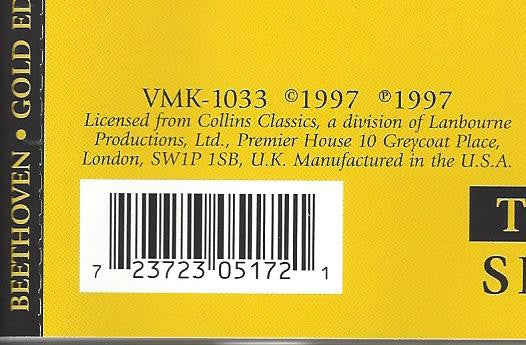 BEETHOVEN • GOLD ED
VMK-1033 ©1997 ℗1997
Licensed from Collins Classics, a division of Lanbourne
Productions, Ltd., Premier House 10 Greycoat Place,
London, SW1P 1SB, U.K. Manufactured in the U.S.A.
7 23723 05172 1
T
S